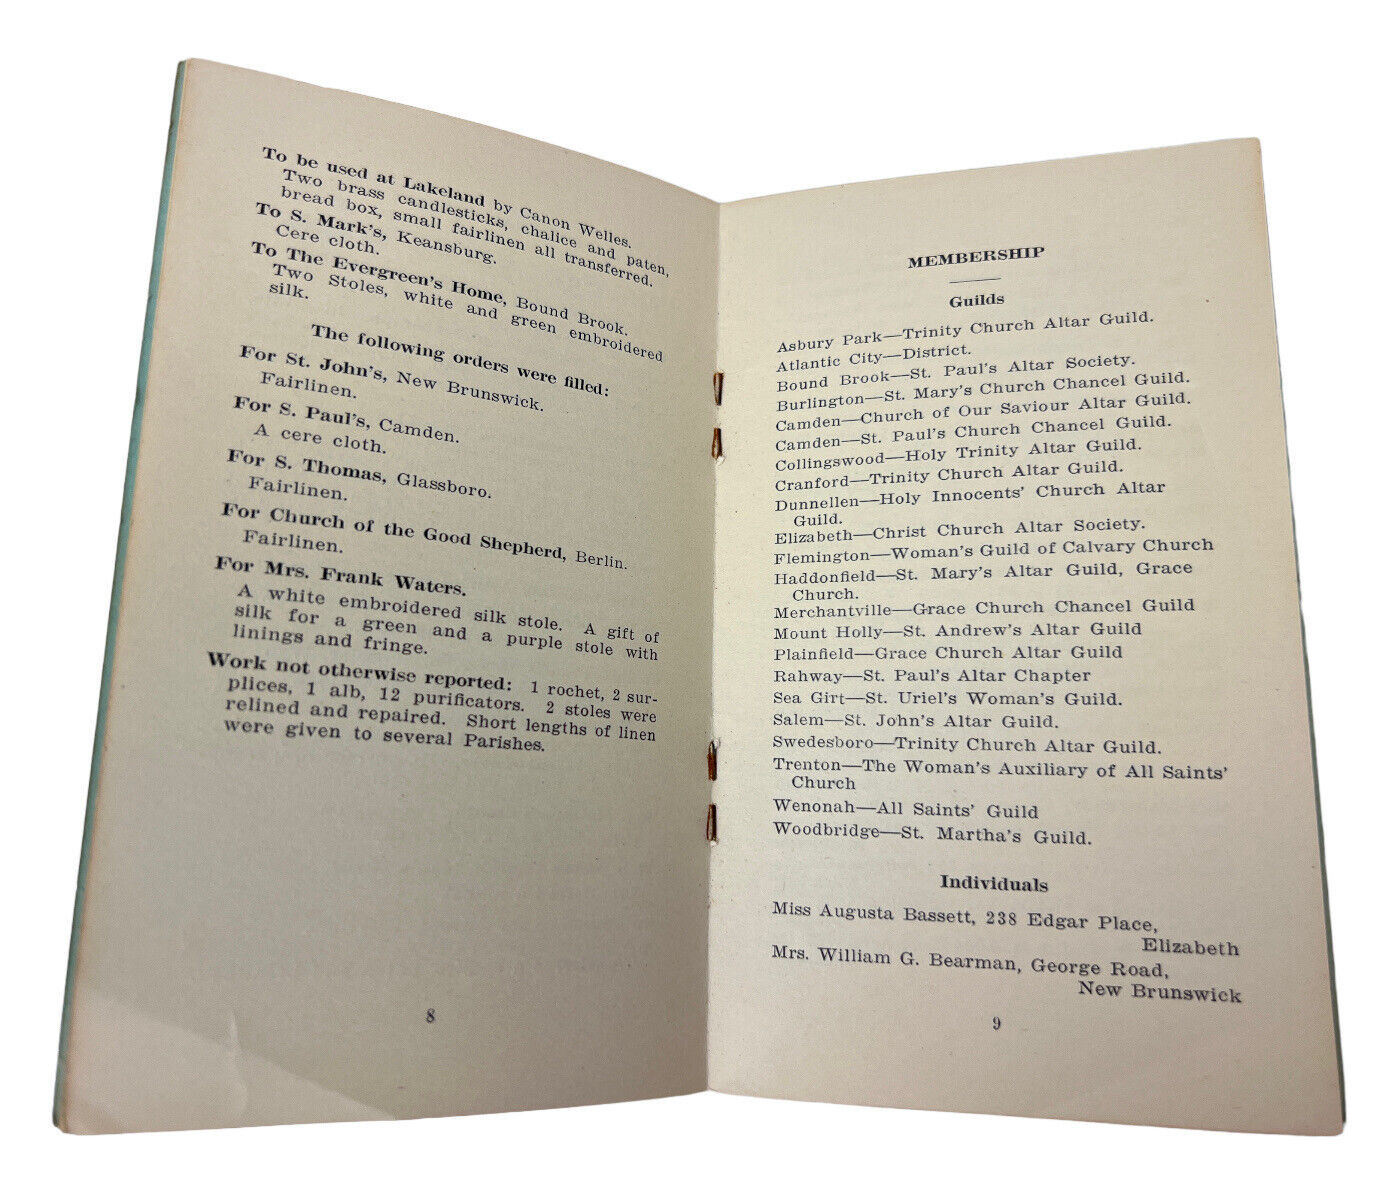 To be used at Lakeland by Canon Welles.
Two brass candlesticks, chalice and paten,
bread box, small fairlinen all transferred.
To S. Mark's, Keansburg.
Cere cloth.
To The Evergreen's Home, Bound Brook.
Two Stoles, white and green embroidered
silk.
The following orders were filled:
For St. John's, New Brunswick.
Fairlinen.
For S. Paul's, Camden.
A cere cloth.
For S. Thomas, Glassboro.
Fairlinen.
For Church of the Good Shepherd, Berlin.
Fairlinen.
For Mrs. Frank Waters.
A white embroidered silk stole. A gift of
silk for a green and a purple stole with
linings and fringe.
Work not otherwise reported: 1 rochet, 2 sur-
plices, 1 alb, 12 purificators. 2 stoles were
relined and repaired. Short lengths of linen
were given to several Parishes.
8
MEMBERSHIP
Guilds
Asbury Park—Trinity Church Altar Guild.
Atlantic City—District.
Bound Brook—St. Paul's Altar Society.
Burlington—St. Mary's Church Chancel Guild.
Camden—Church of Our Saviour Altar Guild.
Camden—St. Paul's Church Chancel Guild.
Collingswood—Holy Trinity Altar Guild.
Cranford—Trinity Church Altar Guild.
Dunnellen—Holy Innocents' Church Altar
Guild.
Elizabeth—Christ Church Altar Society.
Flemington—Woman's Guild of Calvary Church
Haddonfield—St. Mary's Altar Guild, Grace
Church.
Merchantville—Grace Church Chancel Guild
Mount Holly—St. Andrew's Altar Guild
Plainfield—Grace Church Altar Guild
Rahway—St. Paul's Altar Chapter
Sea Girt—St. Uriel's Woman's Guild.
Salem—St. John's Altar Guild.
Swedesboro—Trinity Church Altar Guild.
Trenton—The Woman's Auxiliary of All Saints'
Church
Wenonah—All Saints' Guild
Woodbridge—St. Martha's Guild.
Individuals
Miss Augusta Bassett, 238 Edgar Place,
Elizabeth
Mrs. William G. Bearman, George Road,
New Brunswick
9